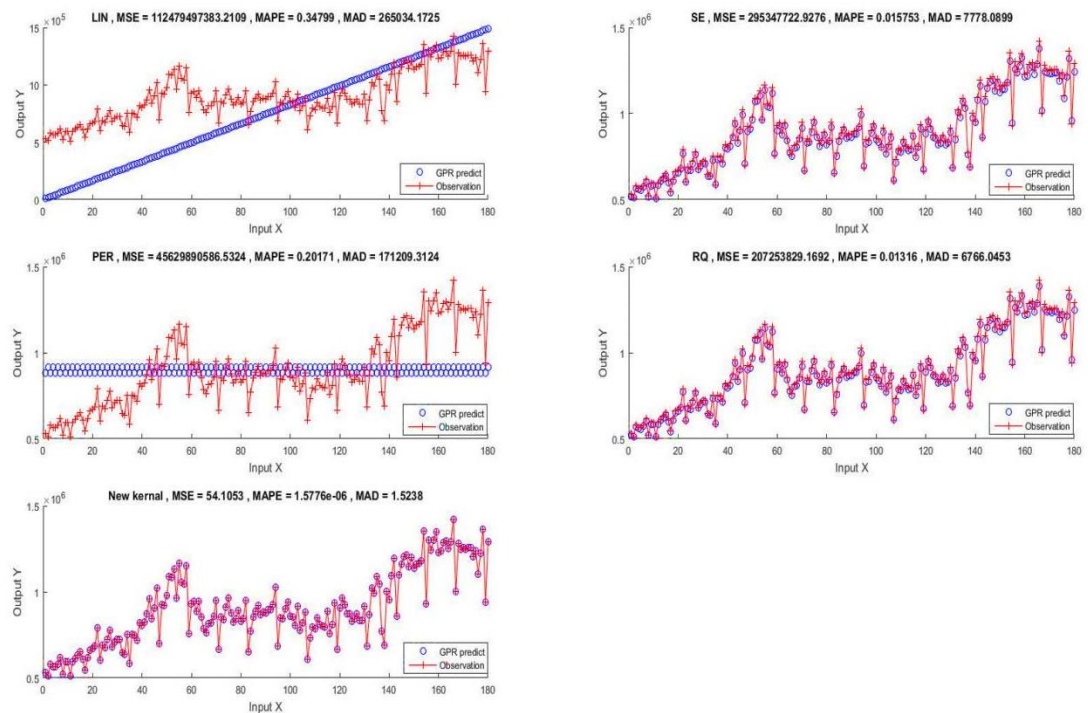 LIN , MSE = 112479497383.2109 , MAPE = 0.34799 , MAD = 265034.1725
×10^5
15
10
5
0
Output Y
GPR predict
Observation
0 20 40 60 80 100 120 140 160 180
Input X
SE , MSE = 295347722.9276 , MAPE = 0.015753 , MAD = 7778.0899
×10^6
1.5
1
0.5
Output Y
GPR predict
Observation
0 20 40 60 80 100 120 140 160 180
Input X
PER , MSE = 45629890586.5324 , MAPE = 0.20171 , MAD = 171209.3124
×10^6
1.5
1
0.5
Output Y
GPR predict
Observation
0 20 40 60 80 100 120 140 160 180
Input X
RQ , MSE = 207253829.1692 , MAPE = 0.01316 , MAD = 6766.0453
×10^6
1.5
1
0.5
Output Y
GPR predict
Observation
0 20 40 60 80 100 120 140 160 180
Input X
New kernal , MSE = 54.1053 , MAPE = 1.5776e-06 , MAD = 1.5238
×10^6
1.5
1
0.5
Output Y
GPR predict
Observation
0 20 40 60 80 100 120 140 160 180
Input X